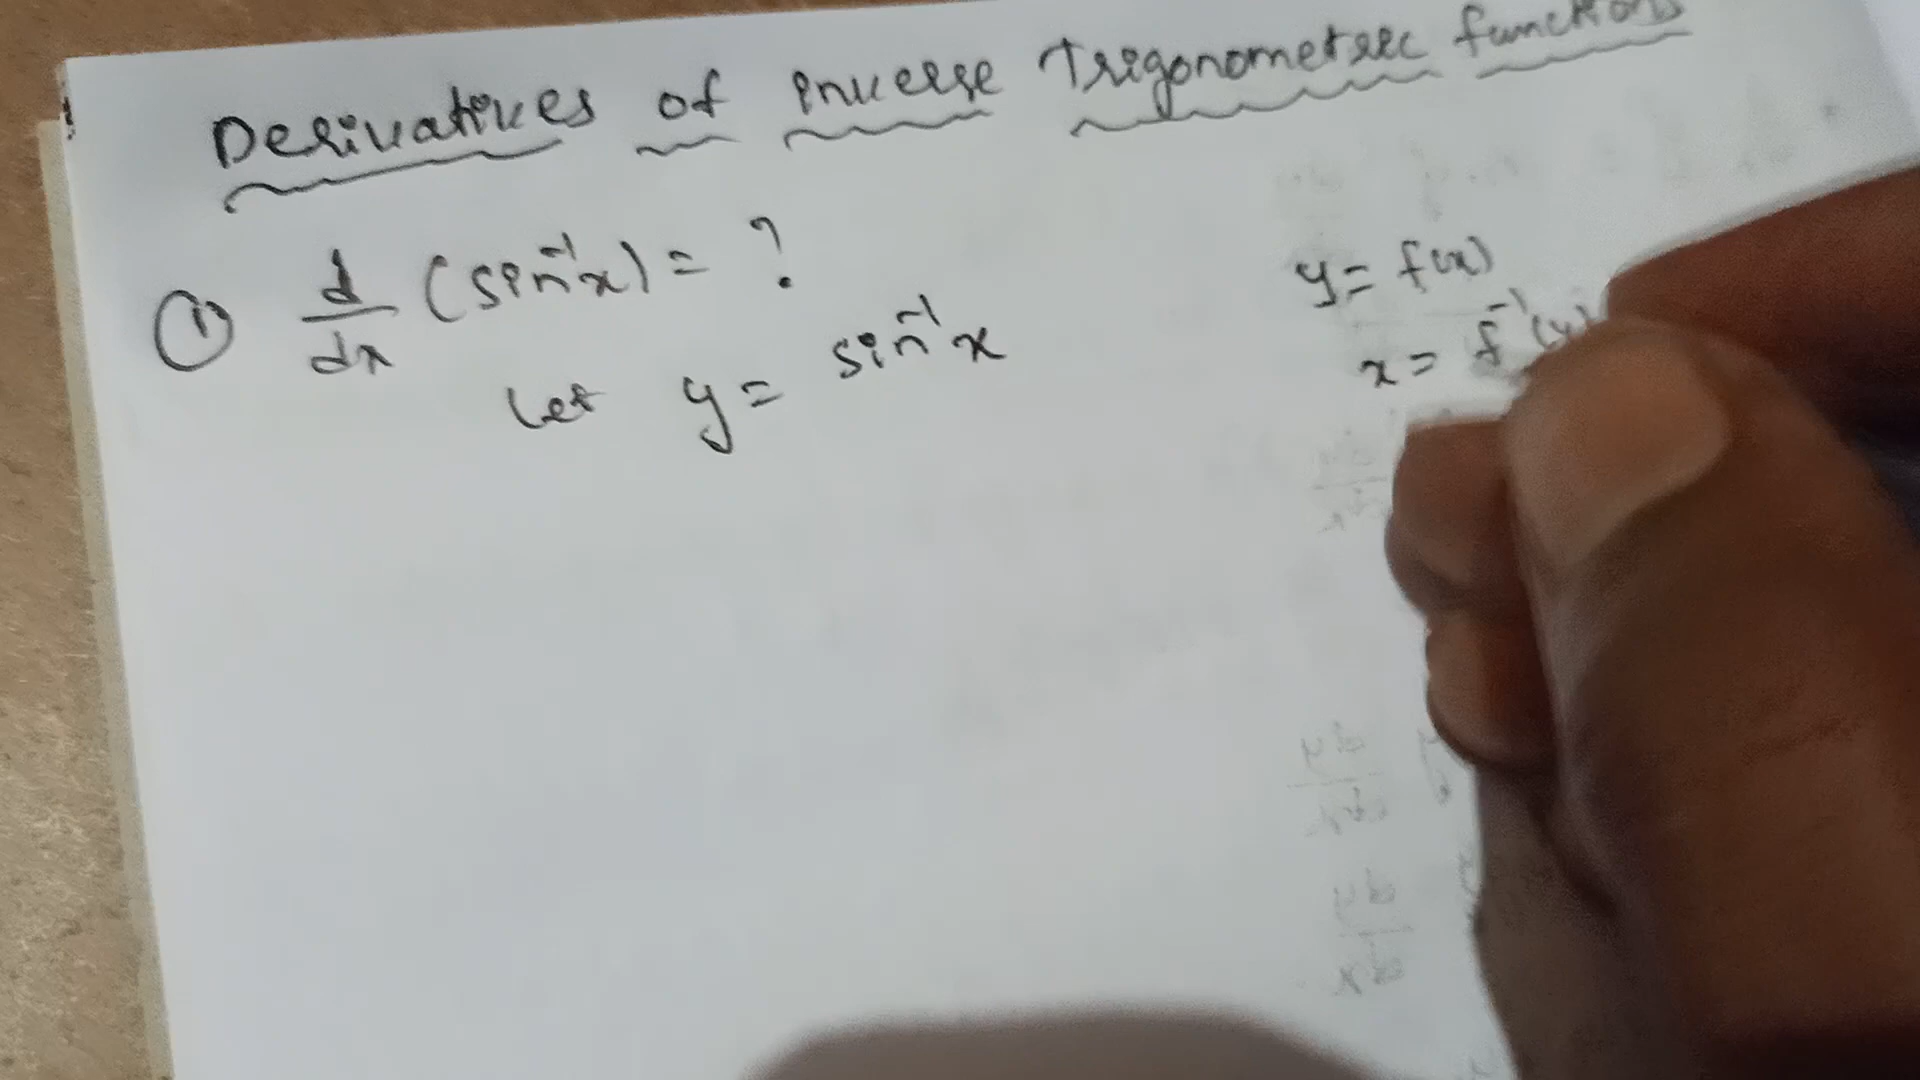 Derivatives of inverse Trigonometric functions
① d/dx (sin⁻¹x) = ?
Let y = sin⁻¹x
y = f(x)
x = f⁻¹(y)